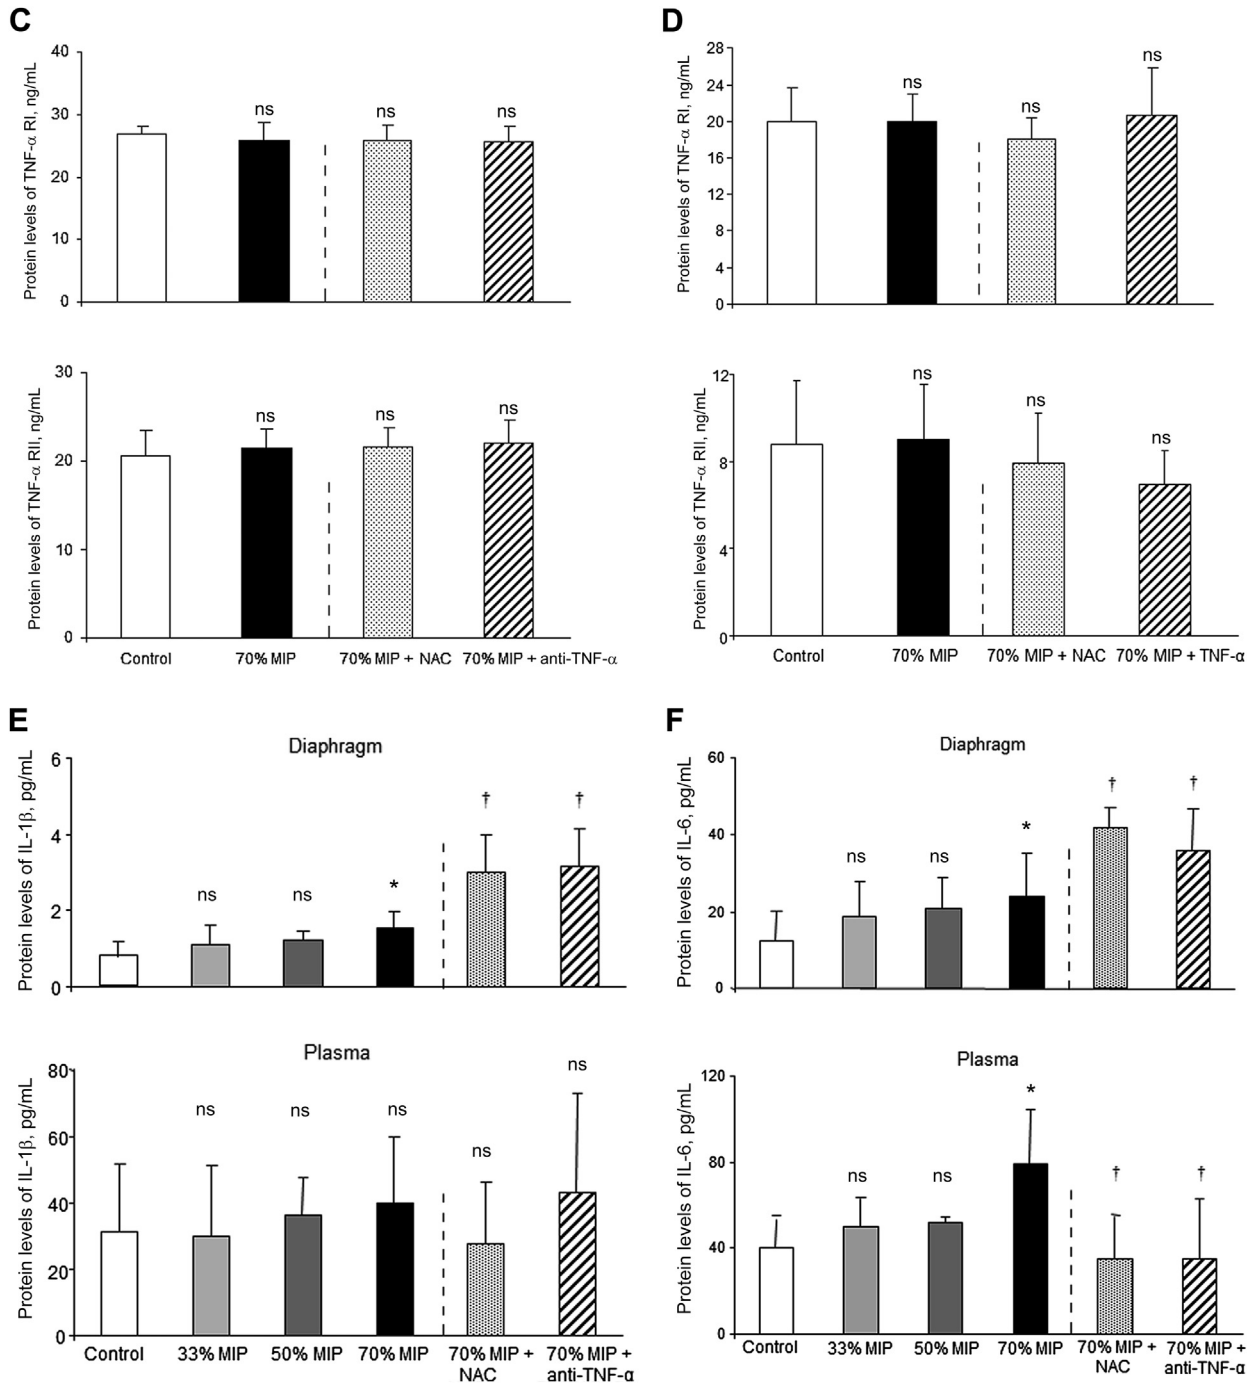 C
Protein levels of TNF-α RI, ng/mL
40
30
20
10
0
ns
ns
ns
Protein levels of TNF-α RII, ng/mL
30
20
10
0
ns
ns
ns
Control
70% MIP
70% MIP + NAC
70% MIP + anti-TNF-α
D
Protein levels of TNF-α RI, ng/mL
28
24
20
16
12
8
4
0
ns
ns
ns
Protein levels of TNF-α RII, ng/mL
12
8
4
0
ns
ns
ns
Control
70% MIP
70% MIP + NAC
70% MIP + TNF-α
E
Diaphragm
Protein levels of IL-1β, pg/mL
6
4
2
0
ns
ns
*
†
†
Plasma
Protein levels of IL-1β, pg/mL
80
60
40
20
0
ns
ns
ns
ns
ns
Control
33% MIP
50% MIP
70% MIP
70% MIP +
NAC
70% MIP +
anti-TNF-α
F
Diaphragm
Protein levels of IL-6, pg/mL
60
40
20
0
ns
ns
*
†
†
Plasma
Protein levels of IL-6, pg/mL
120
80
40
0
ns
ns
*
†
†
Control
33% MIP
50% MIP
70% MIP
70% MIP +
NAC
70% MIP +
anti-TNF-α